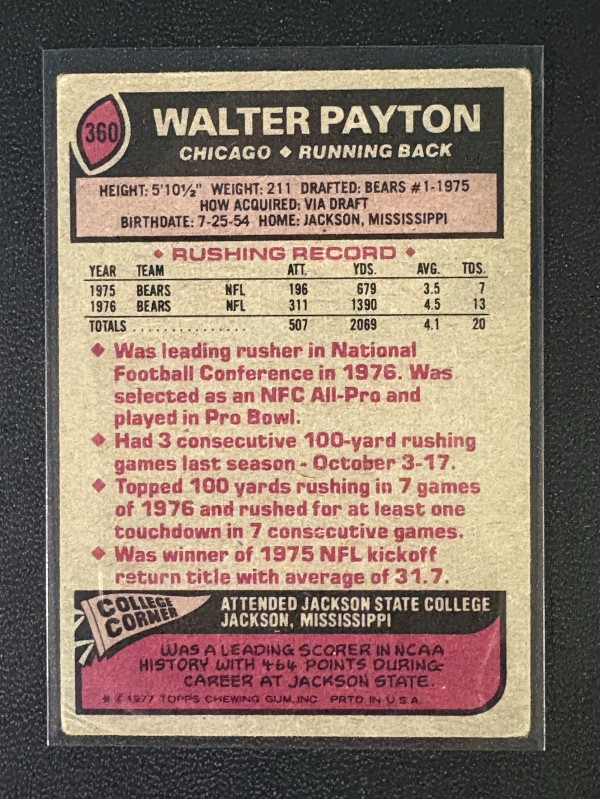 360
WALTER PAYTON
CHICAGO ◆ RUNNING BACK
HEIGHT: 5'10½" WEIGHT: 211 DRAFTED: BEARS #1-1975
HOW ACQUIRED: VIA DRAFT
BIRTHDATE: 7-25-54 HOME: JACKSON, MISSISSIPPI
◆ RUSHING RECORD ◆
YEAR TEAM ATT. YDS. AVG. TDS.
1975 BEARS NFL 196 679 3.5 7
1976 BEARS NFL 311 1390 4.5 13
TOTALS ............... 507 2069 4.1 20
◆ Was leading rusher in National
Football Conference in 1976. Was
selected as an NFC All-Pro and
played in Pro Bowl.
◆ Had 3 consecutive 100-yard rushing
games last season - October 3-17.
◆ Topped 100 yards rushing in 7 games
of 1976 and rushed for at least one
touchdown in 7 consecutive games.
◆ Was winner of 1975 NFL kickoff
return title with average of 31.7.
COLLEGE
CORNER
ATTENDED JACKSON STATE COLLEGE
JACKSON, MISSISSIPPI
WAS A LEADING SCORER IN NCAA
HISTORY WITH 464 POINTS DURING
CAREER AT JACKSON STATE.
* © 1977 TOPPS CHEWING GUM, INC. PRTD. IN U.S.A.